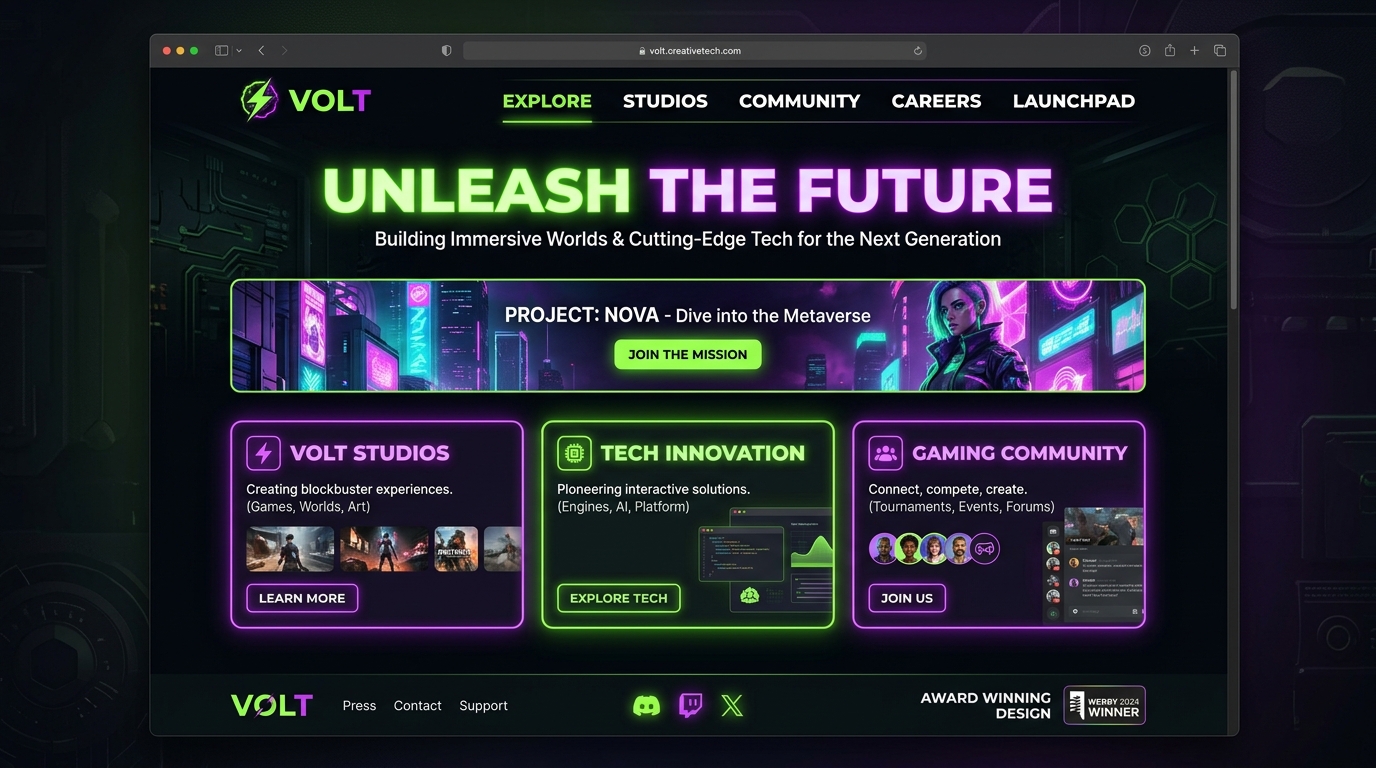 volt.creativetech.com
VOLT
EXPLORE
STUDIOS
COMMUNITY
CAREERS
LAUNCHPAD
UNLEASH THE FUTURE
Building Immersive Worlds & Cutting-Edge Tech for the Next Generation
PROJECT: NOVA - Dive into the Metaverse
JOIN THE MISSION
VOLT STUDIOS
Creating blockbuster experiences.
(Games, Worlds, Art)
LEARN MORE
TECH INNOVATION
Pioneering interactive solutions.
(Engines, AI, Platform)
EXPLORE TECH
GAMING COMMUNITY
Connect, compete, create.
(Tournaments, Events, Forums)
JOIN US
VOLT
Press
Contact
Support
AWARD WINNING
DESIGN
WERBY 2024
WINNER